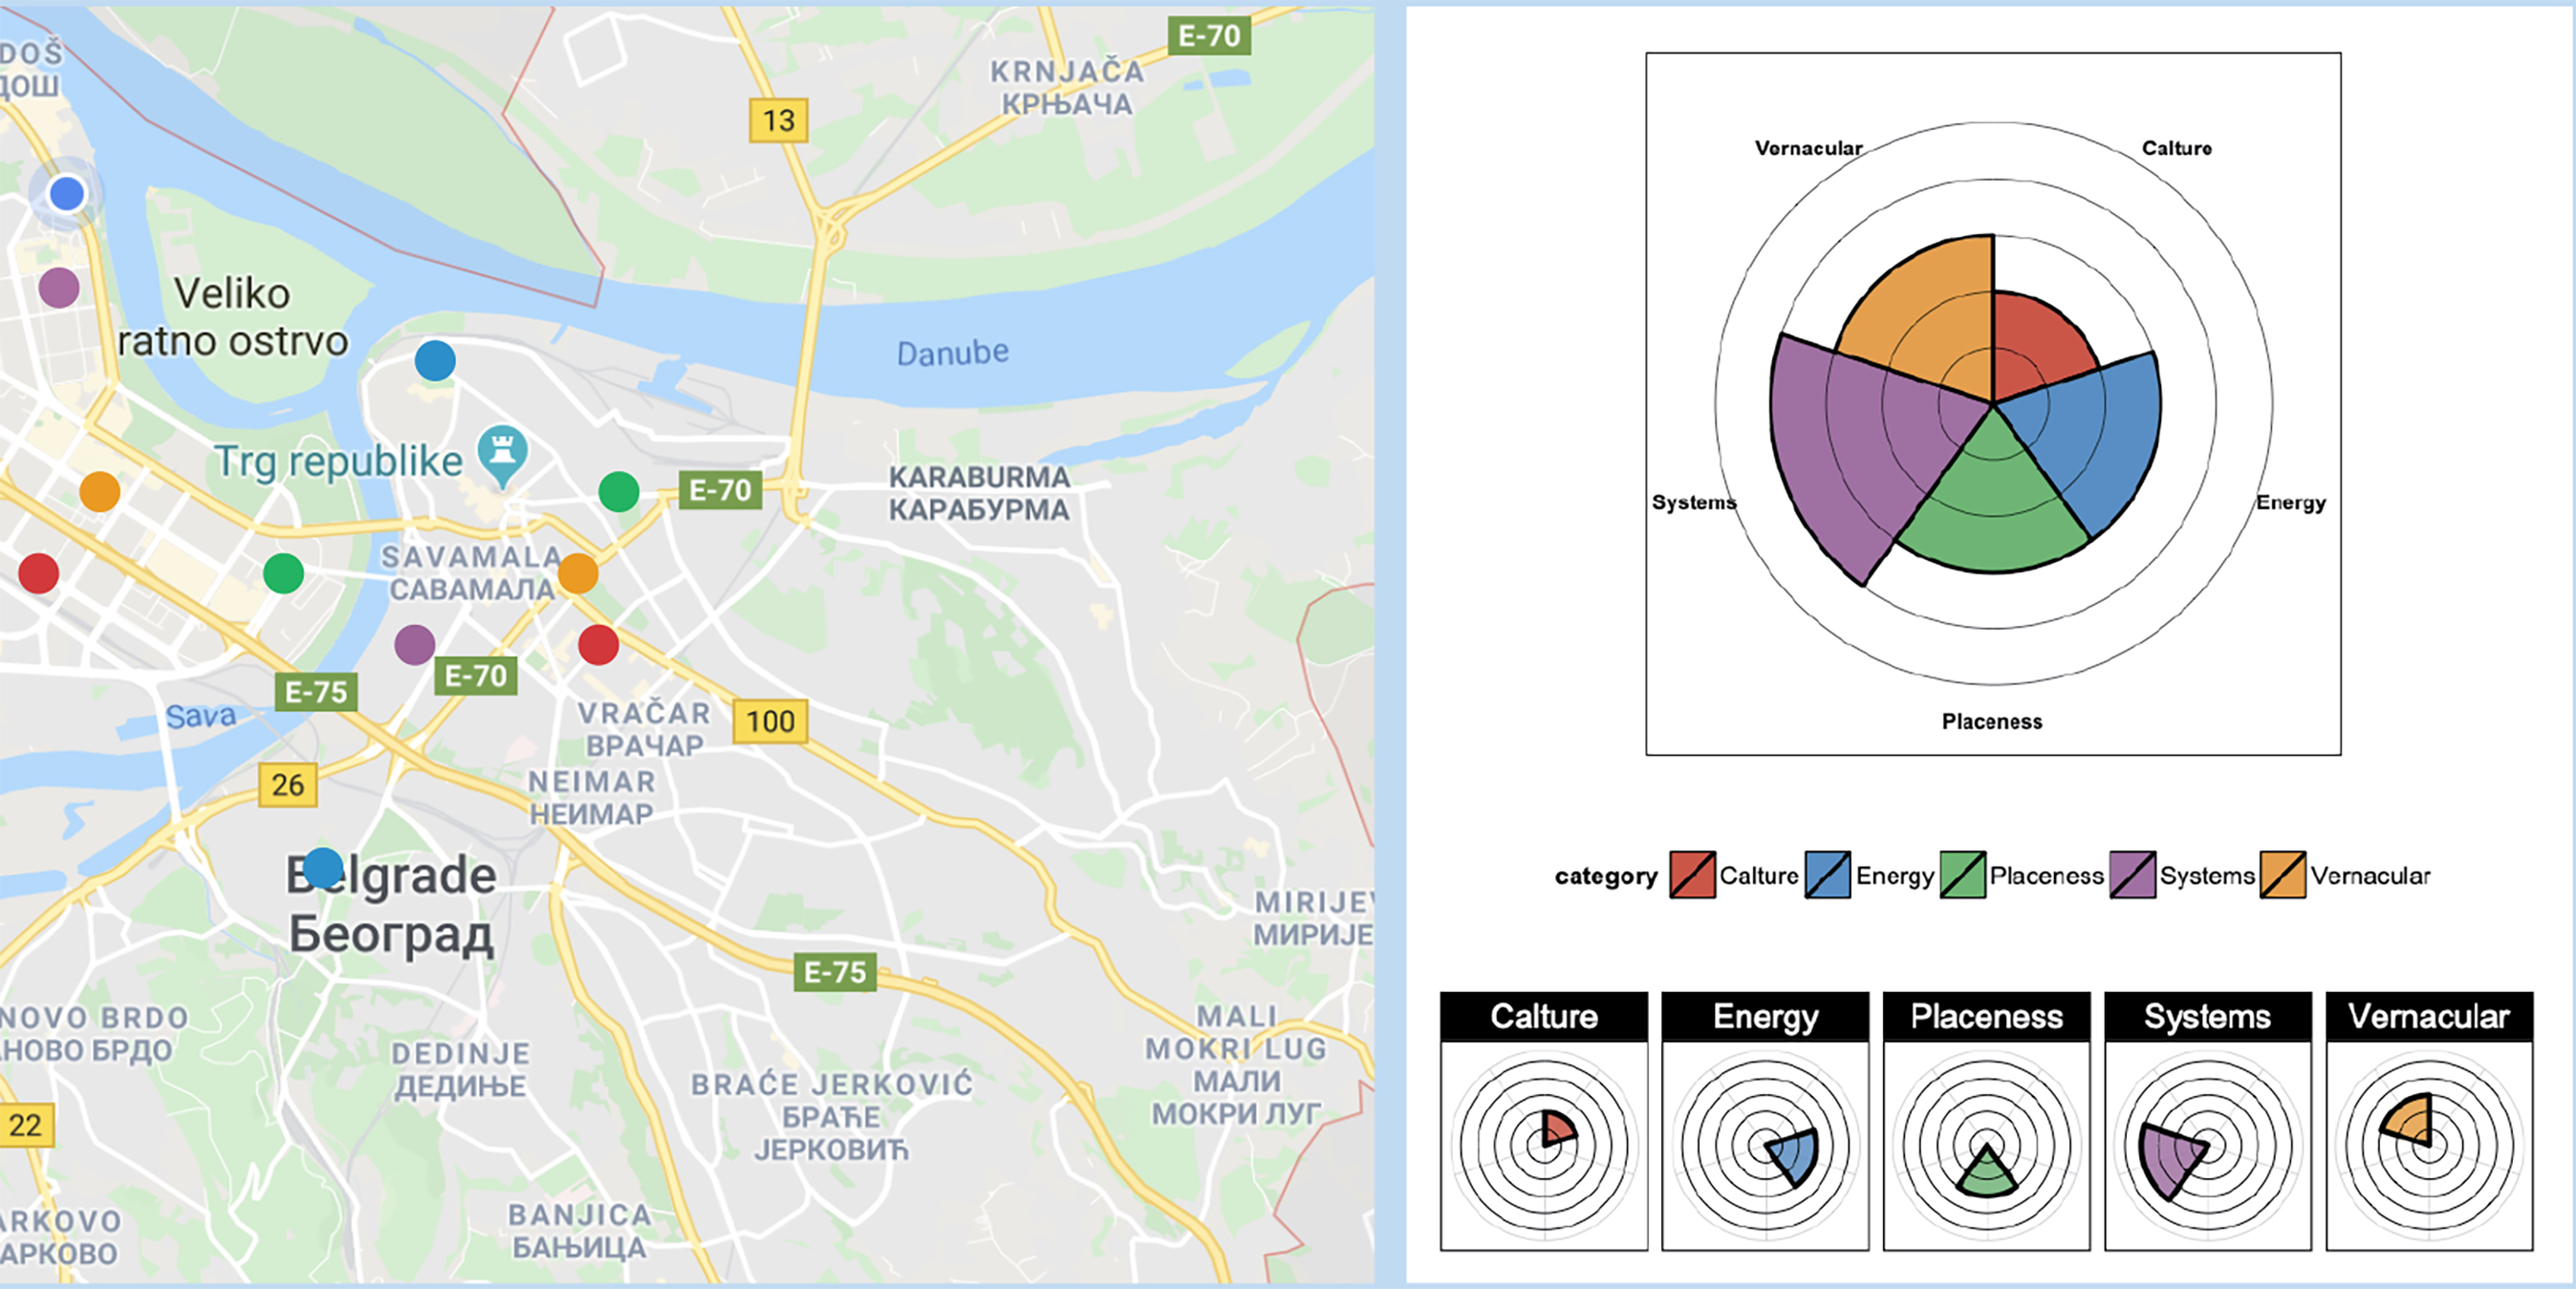 DOŠ
ДОШ
E-70
KRNJAČA
КРЊАЧА
13
Veliko
ratno ostrvo
Danube
Trg republike
E-70
KARABURMA
КАРАБУРМА
SAVAMALA
САВАМАЛА
E-70
E-75
Sava
VRAČAR
ВРАЧАР
100
26
NEIMAR
НЕИМАР
Belgrade
Београд
MIRIJEV
МИРИЈЕ
E-75
NOVO BRDO
НОВО БРДО
DEDINJE
ДЕДИЊЕ
MALI
MOKRI LUG
МАЛИ
МОКРИ ЛУГ
BRAĆE JERKOVIĆ
БРАЋЕ
ЈЕРКОВИЋ
22
BANJICA
БАЊИЦА
ARKOVO
АРКОВО
Vernacular
Calture
Systems
Energy
Placeness
category Calture Energy Placeness Systems Vernacular
Calture
Energy
Placeness
Systems
Vernacular